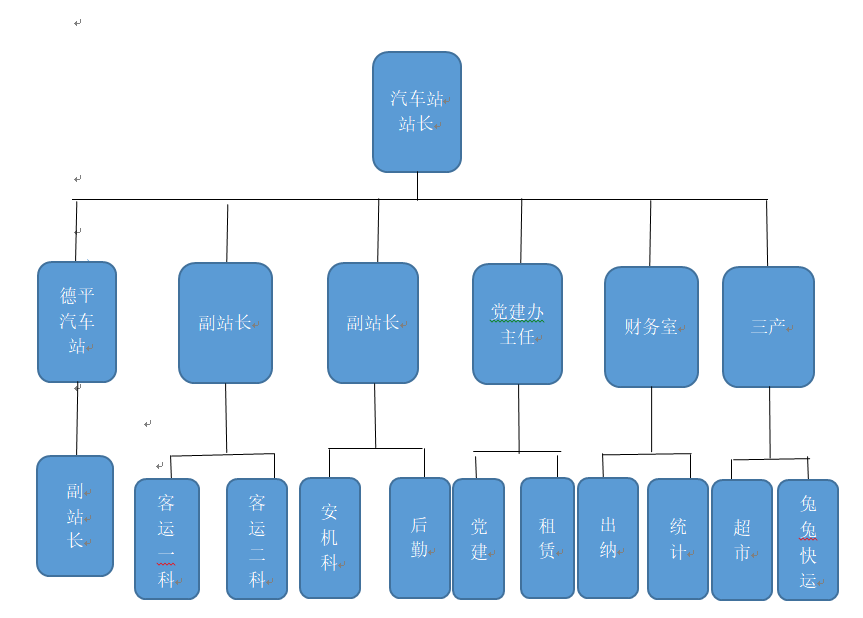 汽车站
站长
德平
汽车
站
副站长
副站长
党建办
主任
财务室
三产
副
站
长
客
运
一
科
客
运
二
科
安
机
科
后
勤
党
建
租
赁
出
纳
统
计
超
市
兔
兔
快
运